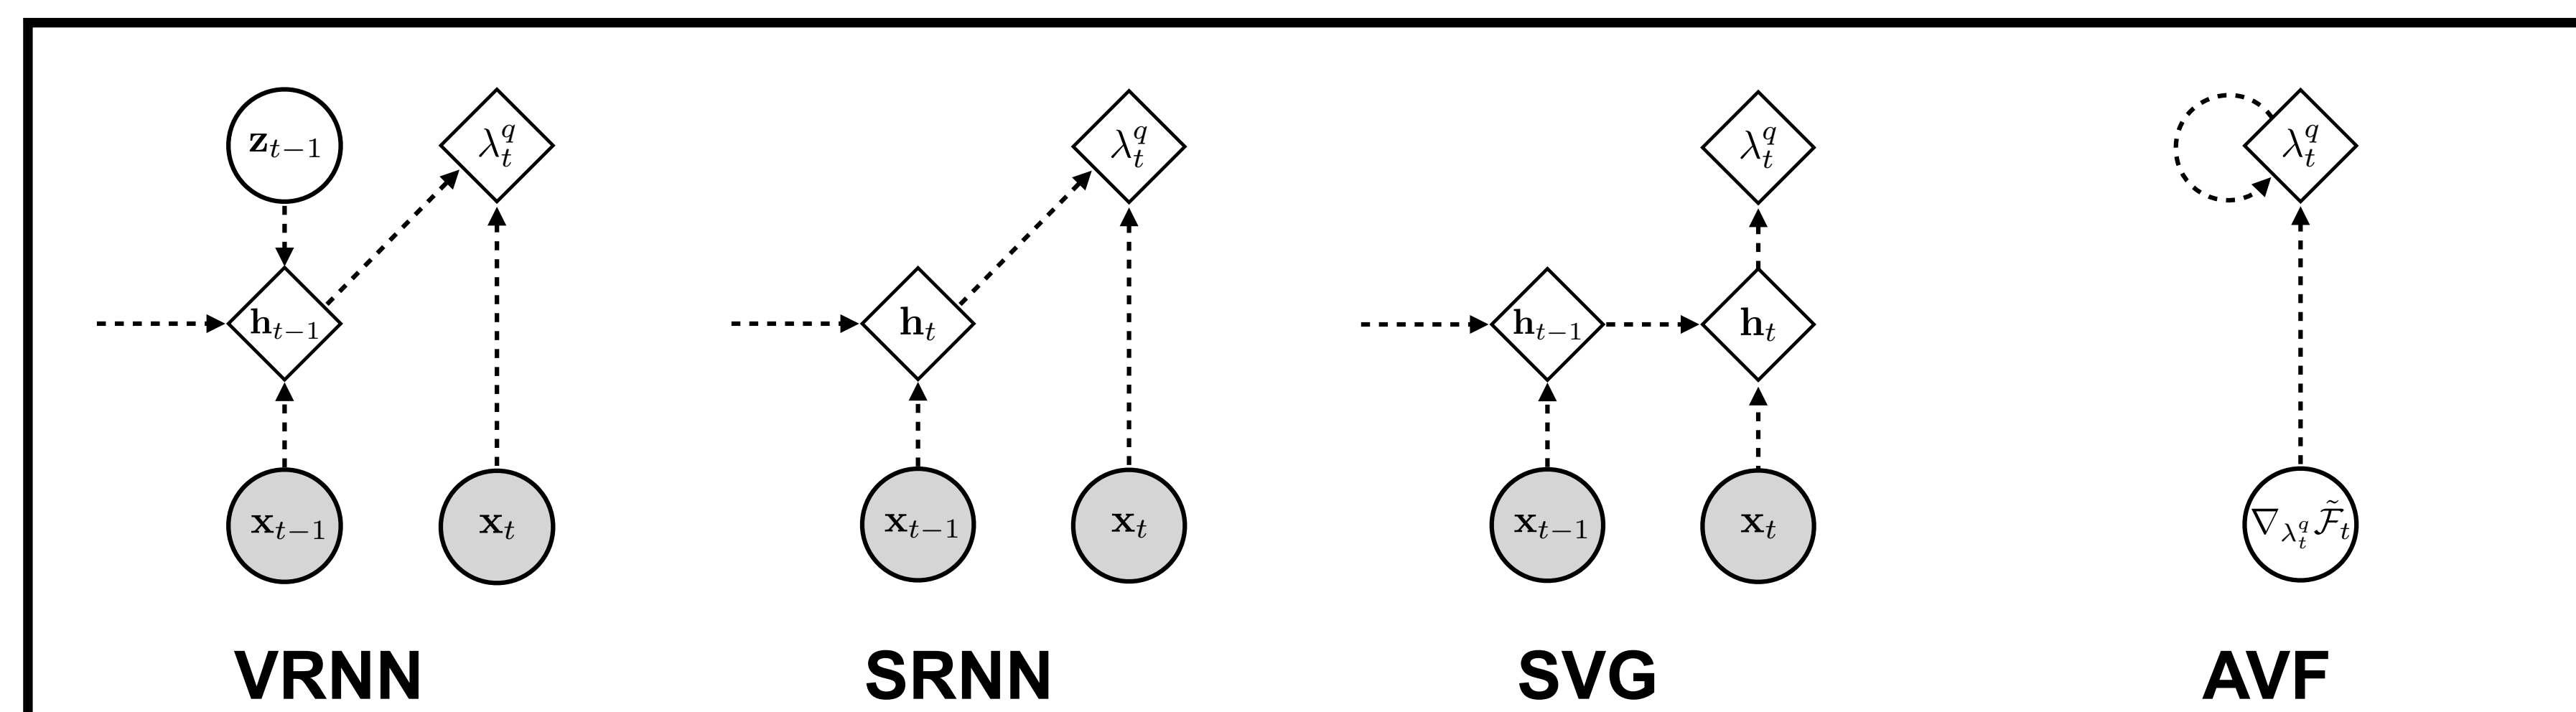 z_{t−1} λ_t^q λ_t^q λ_t^q λ_t^q
h_{t−1} h_t h_{t−1} h_t
x_{t−1} x_t x_{t−1} x_t x_{t−1} x_t ∇_{λ_t^q} \tilde{ℱ}_t
VRNN SRNN SVG AVF